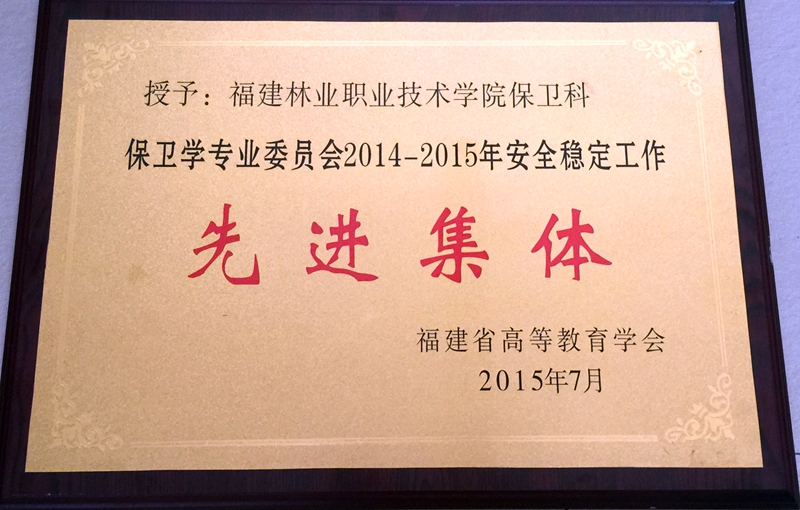 授予：福建林业职业技术学院保卫科
保卫学专业委员会2014-2015年安全稳定工作
先进集体
福建省高等教育学会
2015年7月